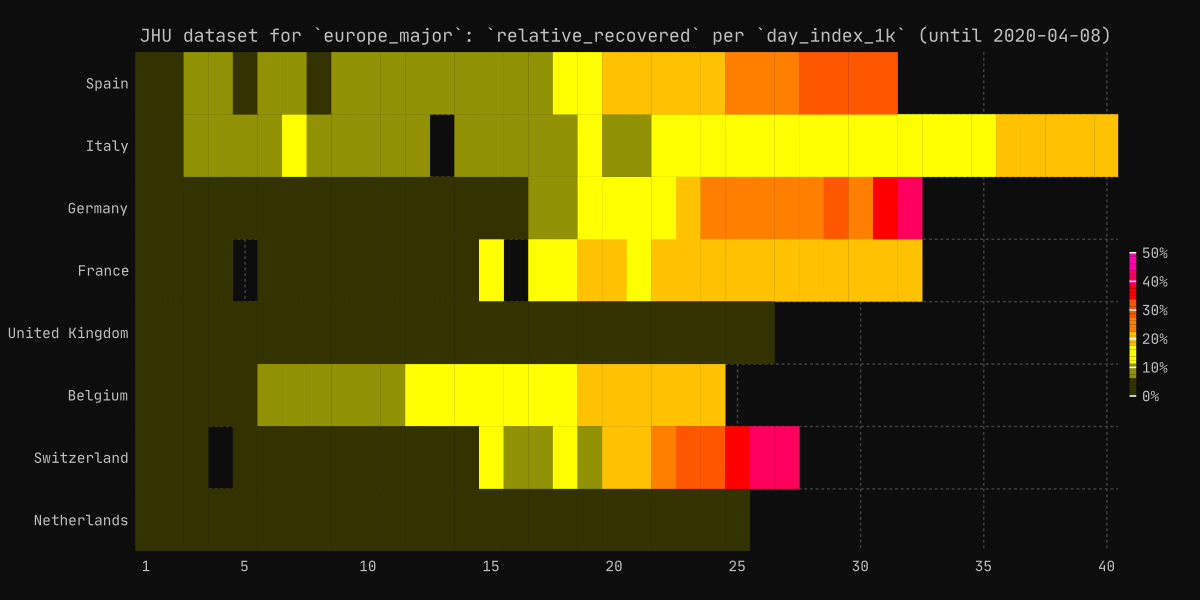 JHU dataset for `europe_major`: `relative_recovered` per `day_index_1k` (until 2020-04-08)
Spain
Italy
Germany
France
United Kingdom
Belgium
Switzerland
Netherlands
50%
40%
30%
20%
10%
0%
1 5 10 15 20 25 30 35 40